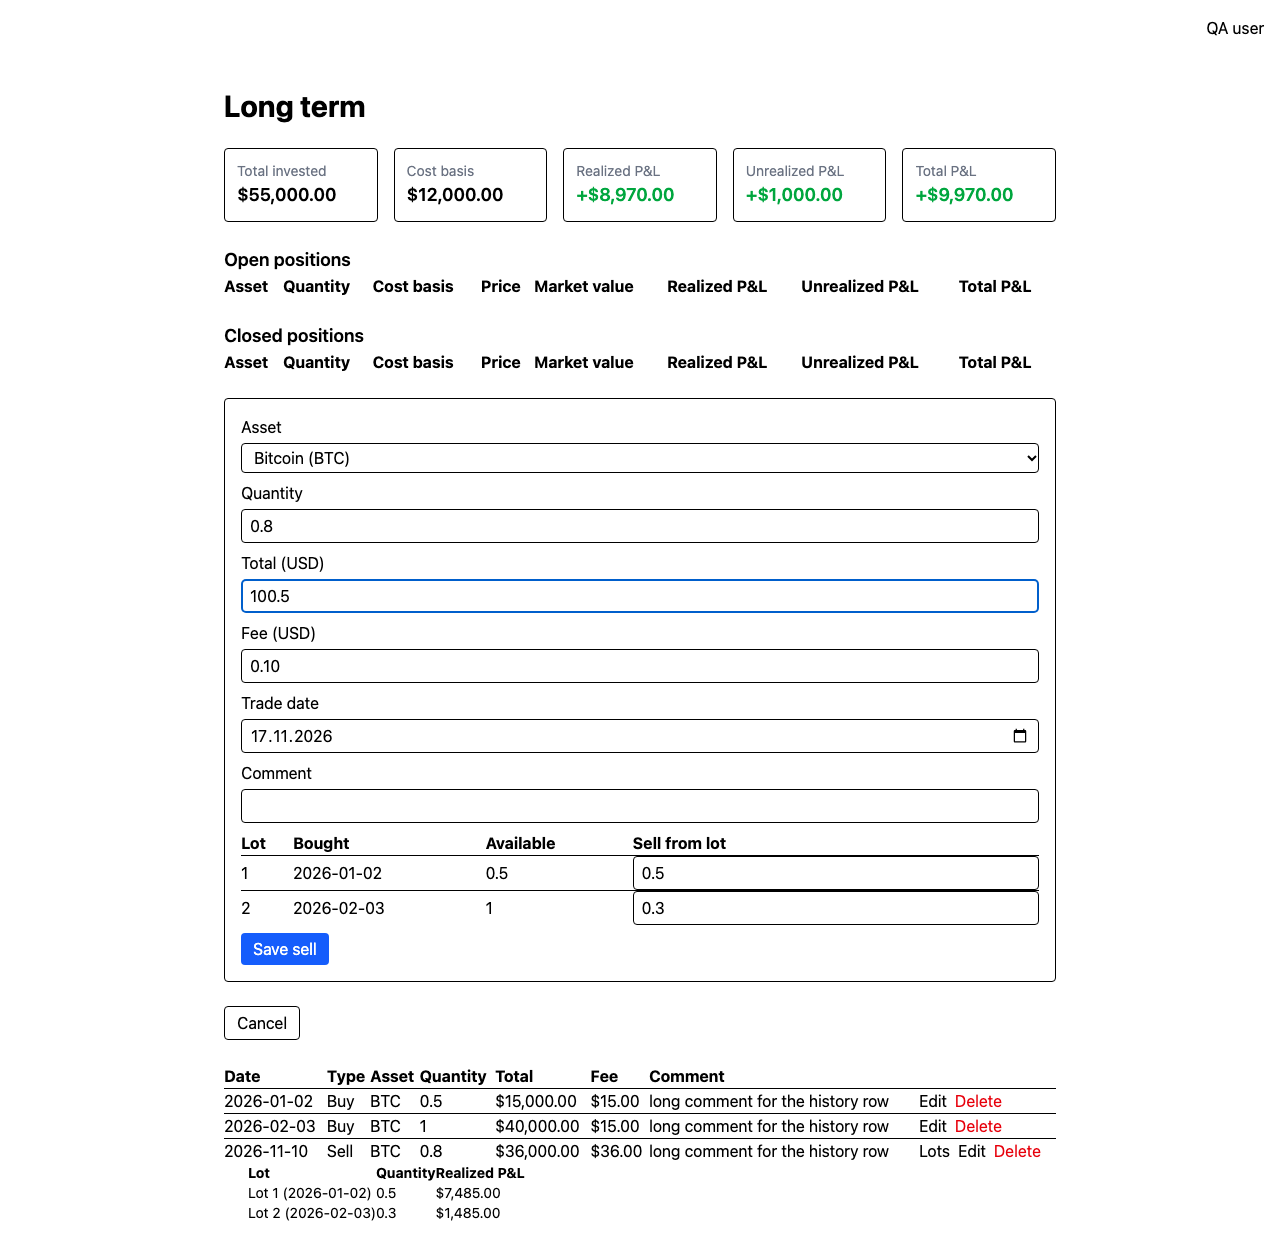 QA user
Long term
Total invested Cost basis Realized P&L Unrealized P&L Total P&L
$55,000.00 $12,000.00 +$8,970.00 +$1,000.00 +$9,970.00
Open positions
Asset Quantity Cost basis Price Market value Realized P&L Unrealized P&L Total P&L
Closed positions
Asset Quantity Cost basis Price Market value Realized P&L Unrealized P&L Total P&L
Asset
Bitcoin (BTC)
Quantity
0.8
Total (USD)
100.5
Fee (USD)
0.10
Trade date
17.11.2026
Comment
Lot Bought Available Sell from lot
1 2026-01-02 0.5 0.5
2 2026-02-03 1 0.3
Save sell
Cancel
Date Type Asset Quantity Total Fee Comment
2026-01-02 Buy BTC 0.5 $15,000.00 $15.00 long comment for the history row Edit Delete
2026-02-03 Buy BTC 1 $40,000.00 $15.00 long comment for the history row Edit Delete
2026-11-10 Sell BTC 0.8 $36,000.00 $36.00 long comment for the history row Lots Edit Delete
Lot Quantity Realized P&L
Lot 1 (2026-01-02) 0.5 $7,485.00
Lot 2 (2026-02-03) 0.3 $1,485.00